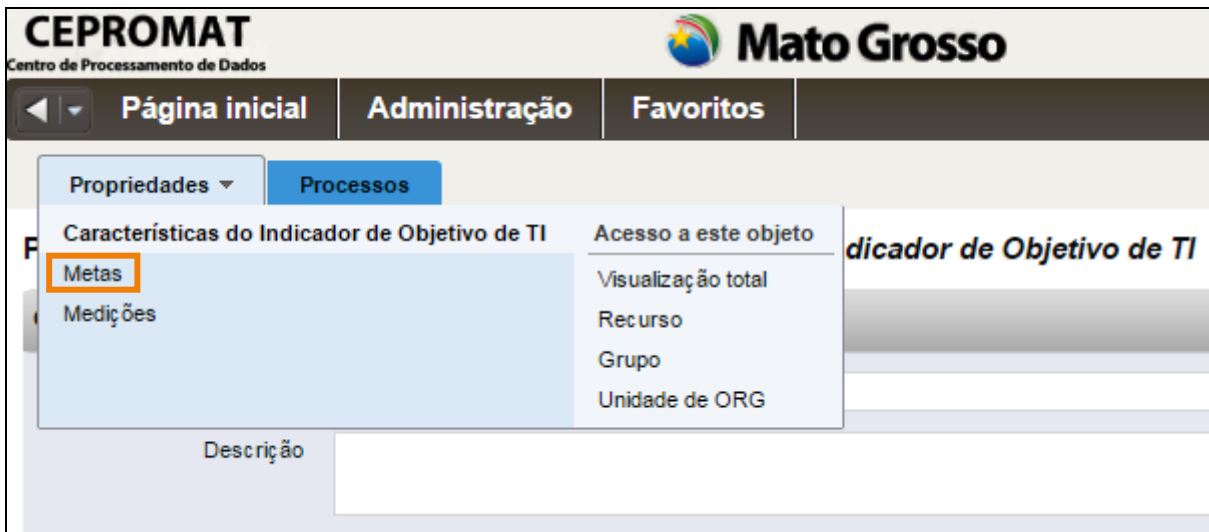 CEPROMAT
Centro de Processamento de Dados
Mato Grosso
Página inicial
Administração
Favoritos
Propriedades
Processos
Características do Indicador de Objetivo de TI
Metas
Medições
Acesso a este objeto
Visualização total
Recurso
Grupo
Unidade de ORG
dicador de Objetivo de TI
Descrição